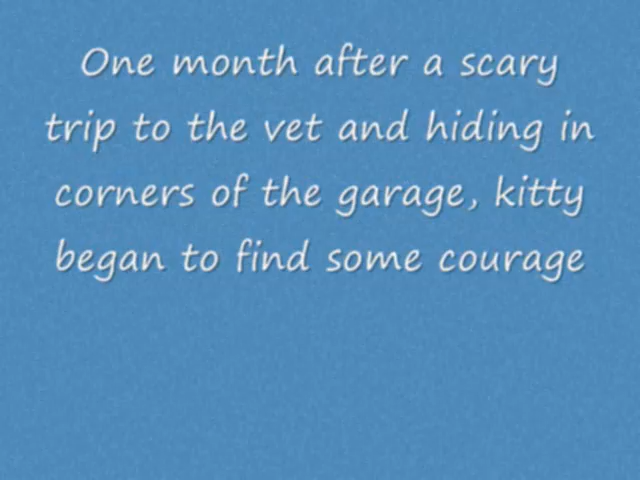 One month after a scary
trip to the vet and hiding in
corners of the garage, kitty
began to find some courage